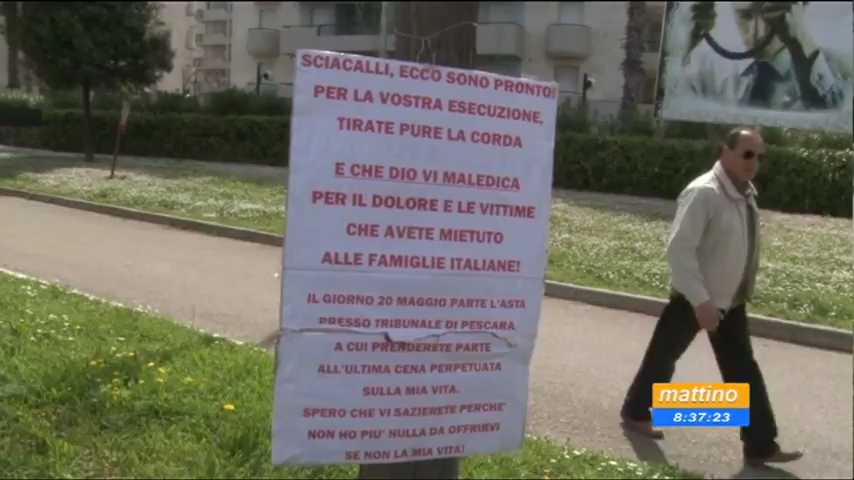 SCIACALLI, ECCO SONO PRONTO!
PER LA VOSTRA ESECUZIONE,
TIRATE PURE LA CORDA
E CHE DIO VI MALEDICA
PER IL DOLORE E LE VITTIME
CHE AVETE MIETUTO
ALLE FAMIGLIE ITALIANE!
IL GIORNO 20 MAGGIO PARTE L'ASTA
PRESSO TRIBUNALE DI PESCARA
A CUI PRENDERETE PARTE
ALL'ULTIMA CENA PERPETUATA
SULLA MIA VITA.
SPERO CHE VI SAZIERETE PERCHE'
NON HO PIU' NULLA DA OFFRIRVI
SE NON LA MIA VITA!
mattino
8:37:23